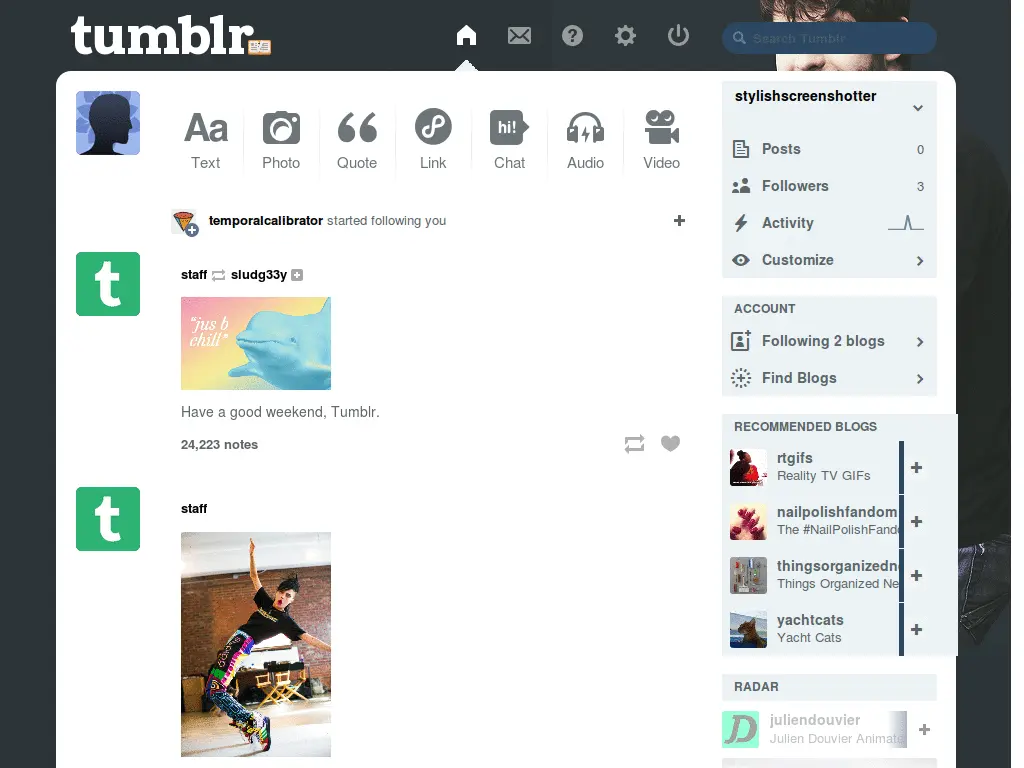 tumblr
Search Tumblr
Aa
Text
Photo
Quote
Link
hi!
Chat
Audio
Video
temporalcalibrator started following you
t
staff sludg33y
"jus b
chill"
Have a good weekend, Tumblr.
24,223 notes
t
staff
stylishscreenshotter
Posts 0
Followers 3
Activity
Customize
ACCOUNT
Following 2 blogs
Find Blogs
RECOMMENDED BLOGS
rtgifs
Reality TV GIFs
nailpolishfandom
The #NailPolishFando
thingsorganizedn
Things Organized Ne
yachtcats
Yacht Cats
RADAR
juliendouvier
Julien Douvier Animate